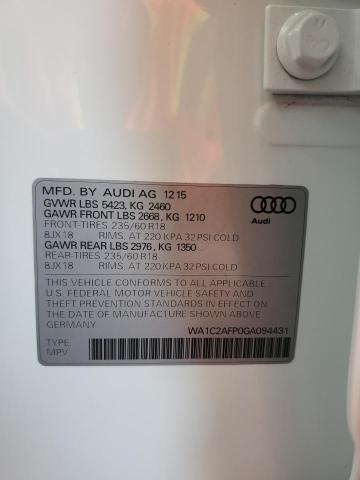 MFD. BY AUDI AG 12 15
GVWR LBS 5423, KG 2460
GAWR FRONT LBS 2668, KG 1210
FRONT-TIRES 235/60 R18
8JX18 RIMS, AT 220 KPA 32 PSI COLD
GAWR REAR LBS 2976, KG 1350
REAR-TIRES 235/60 R18
8JX18 RIMS, AT 220 KPA 32 PSI COLD
Audi
THIS VEHICLE CONFORMS TO ALL APPLICABLE
U.S. FEDERAL MOTOR VEHICLE SAFETY AND
THEFT PREVENTION STANDARDS IN EFFECT ON
THE DATE OF MANUFACTURE SHOWN ABOVE.
GERMANY
WA1C2AFP0GA094431
TYPE:
MPV